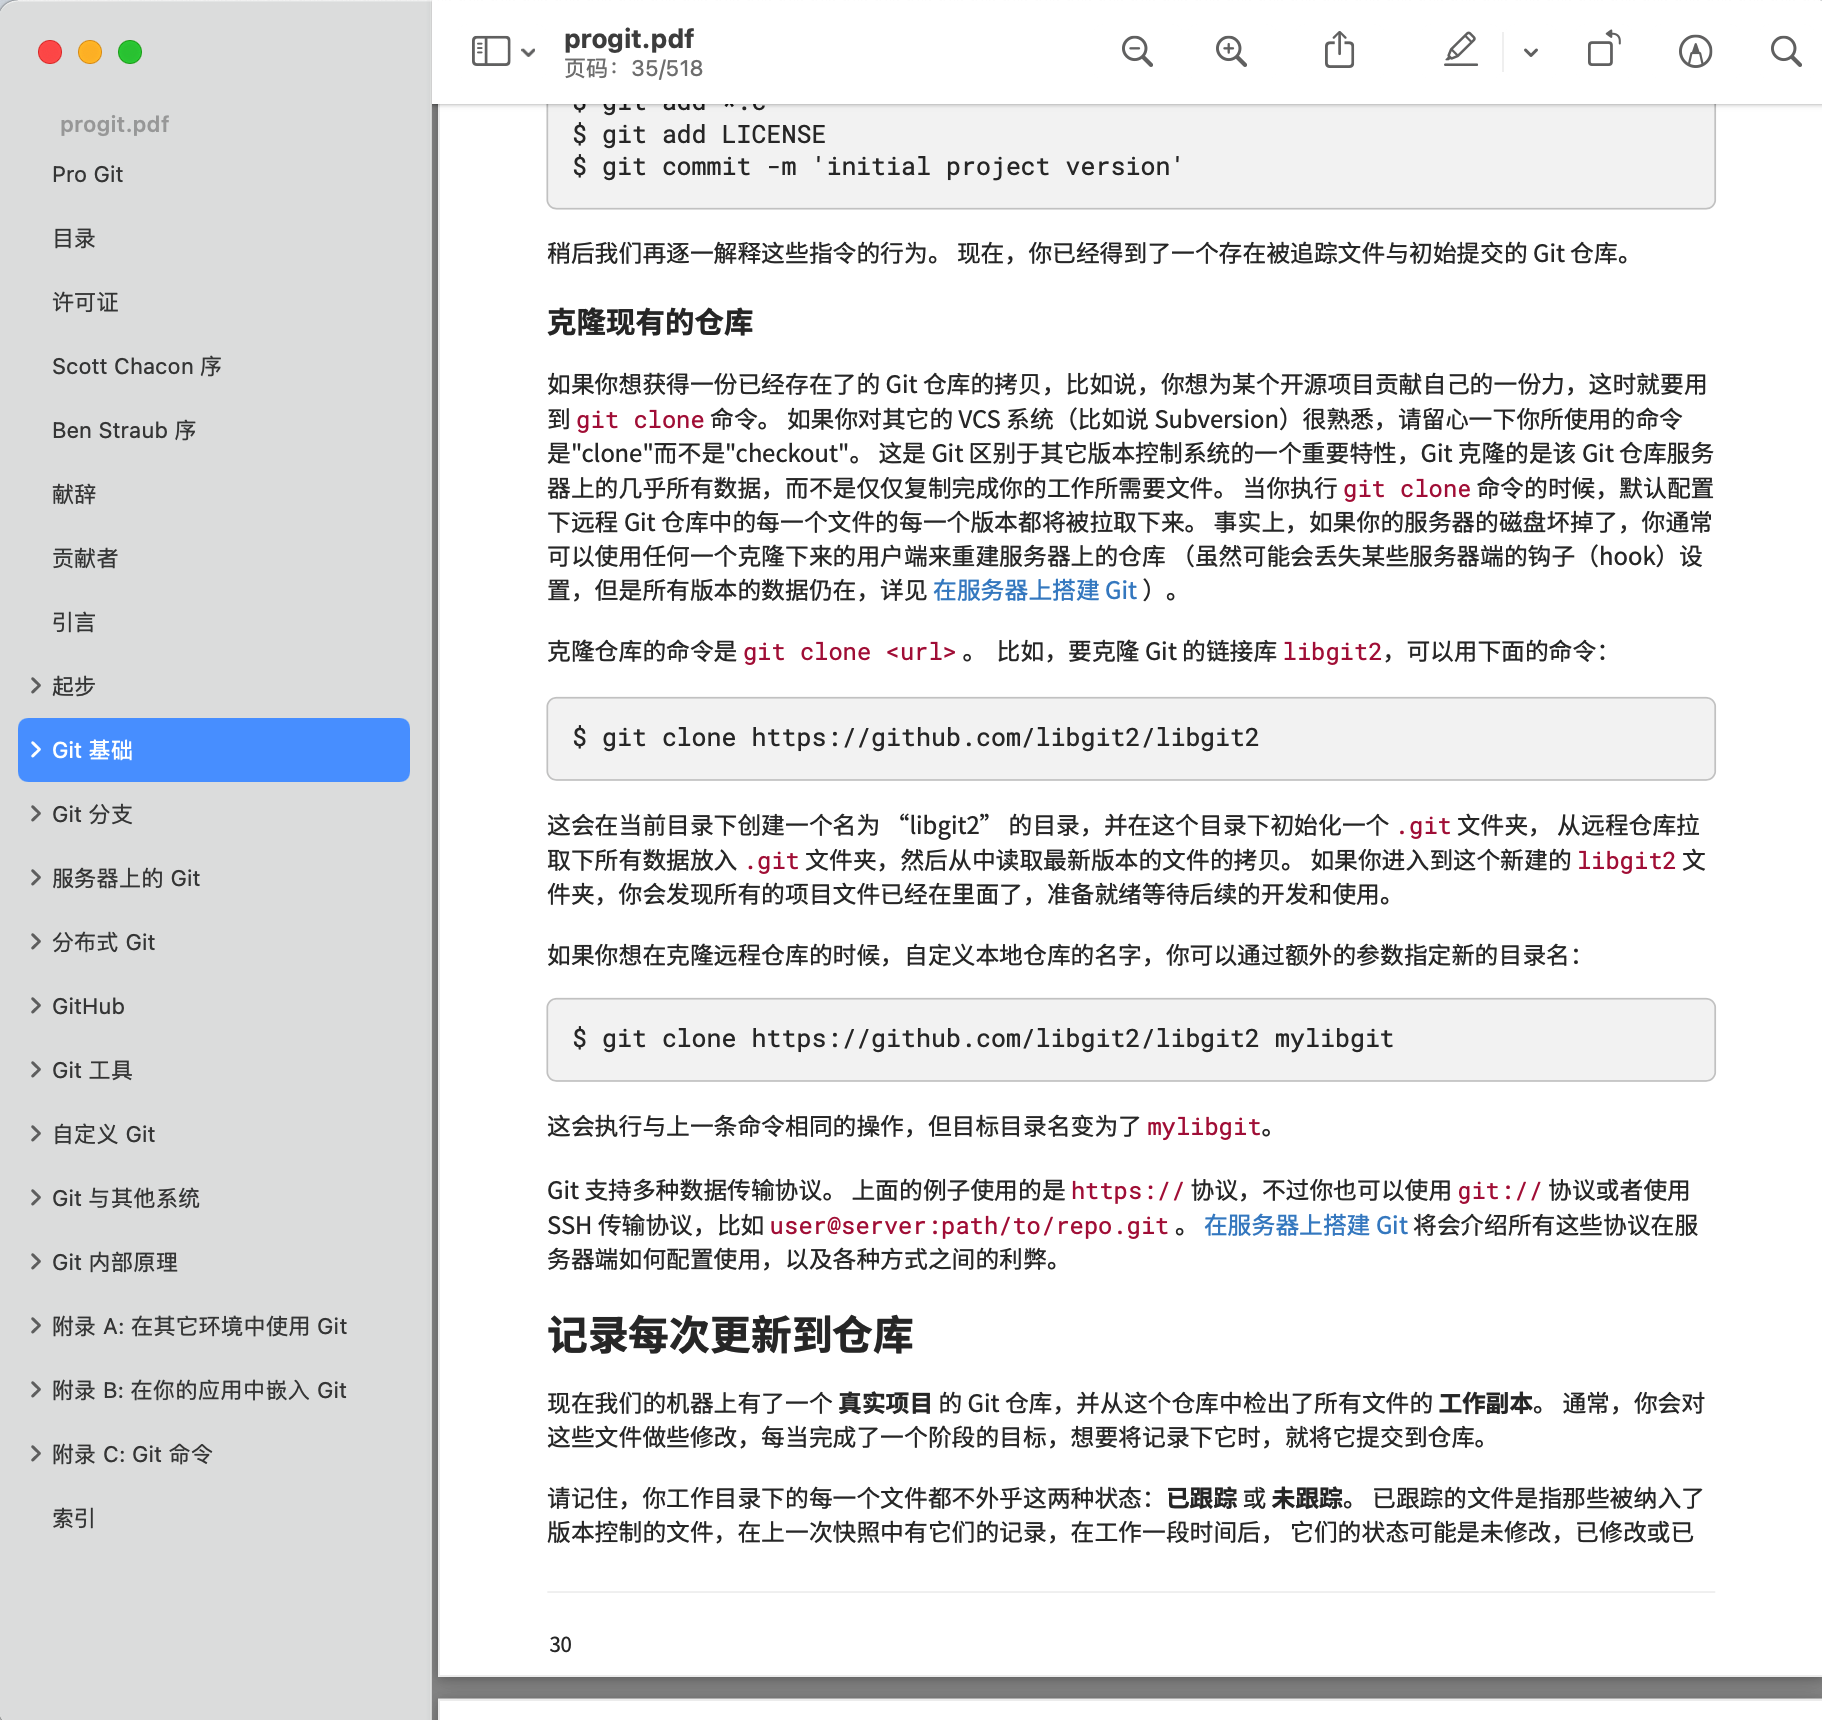 progit.pdf
Pro Git
目录
许可证
Scott Chacon 序
Ben Straub 序
献辞
贡献者
引言
起步
Git 基础
Git 分支
服务器上的 Git
分布式 Git
GitHub
Git 工具
自定义 Git
Git 与其他系统
Git 内部原理
附录 A: 在其它环境中使用 Git
附录 B: 在你的应用中嵌入 Git
附录 C: Git 命令
索引
progit.pdf
页码：35/518
$ git add *.c
$ git add LICENSE
$ git commit -m 'initial project version'
稍后我们再逐一解释这些指令的行为。 现在，你已经得到了一个存在被追踪文件与初始提交的 Git 仓库。
克隆现有的仓库
如果你想获得一份已经存在了的 Git 仓库的拷贝，比如说，你想为某个开源项目贡献自己的一份力，这时就要用
到 git clone 命令。 如果你对其它的 VCS 系统（比如说 Subversion）很熟悉，请留心一下你所使用的命令
是"clone"而不是"checkout"。 这是 Git 区别于其它版本控制系统的一个重要特性，Git 克隆的是该 Git 仓库服务
器上的几乎所有数据，而不是仅仅复制完成你的工作所需要文件。 当你执行 git clone 命令的时候，默认配置
下远程 Git 仓库中的每一个文件的每一个版本都将被拉取下来。 事实上，如果你的服务器的磁盘坏掉了，你通常
可以使用任何一个克隆下来的用户端来重建服务器上的仓库 （虽然可能会丢失某些服务器端的钩子（hook）设
置，但是所有版本的数据仍在，详见 在服务器上搭建 Git ）。
克隆仓库的命令是 git clone <url> 。 比如，要克隆 Git 的链接库 libgit2，可以用下面的命令：
$ git clone https://github.com/libgit2/libgit2
这会在当前目录下创建一个名为 “libgit2” 的目录，并在这个目录下初始化一个 .git 文件夹， 从远程仓库拉
取下所有数据放入 .git 文件夹，然后从中读取最新版本的文件的拷贝。 如果你进入到这个新建的 libgit2 文
件夹，你会发现所有的项目文件已经在里面了，准备就绪等待后续的开发和使用。
如果你想在克隆远程仓库的时候，自定义本地仓库的名字，你可以通过额外的参数指定新的目录名：
$ git clone https://github.com/libgit2/libgit2 mylibgit
这会执行与上一条命令相同的操作，但目标目录名变为了 mylibgit。
Git 支持多种数据传输协议。 上面的例子使用的是 https:// 协议，不过你也可以使用 git:// 协议或者使用
SSH 传输协议，比如 user@server:path/to/repo.git 。 在服务器上搭建 Git 将会介绍所有这些协议在服
务器端如何配置使用，以及各种方式之间的利弊。
记录每次更新到仓库
现在我们的机器上有了一个 真实项目 的 Git 仓库，并从这个仓库中检出了所有文件的 工作副本。 通常，你会对
这些文件做些修改，每当完成了一个阶段的目标，想要将记录下它时，就将它提交到仓库。
请记住，你工作目录下的每一个文件都不外乎这两种状态：已跟踪 或 未跟踪。 已跟踪的文件是指那些被纳入了
版本控制的文件，在上一次快照中有它们的记录，在工作一段时间后， 它们的状态可能是未修改，已修改或已
30